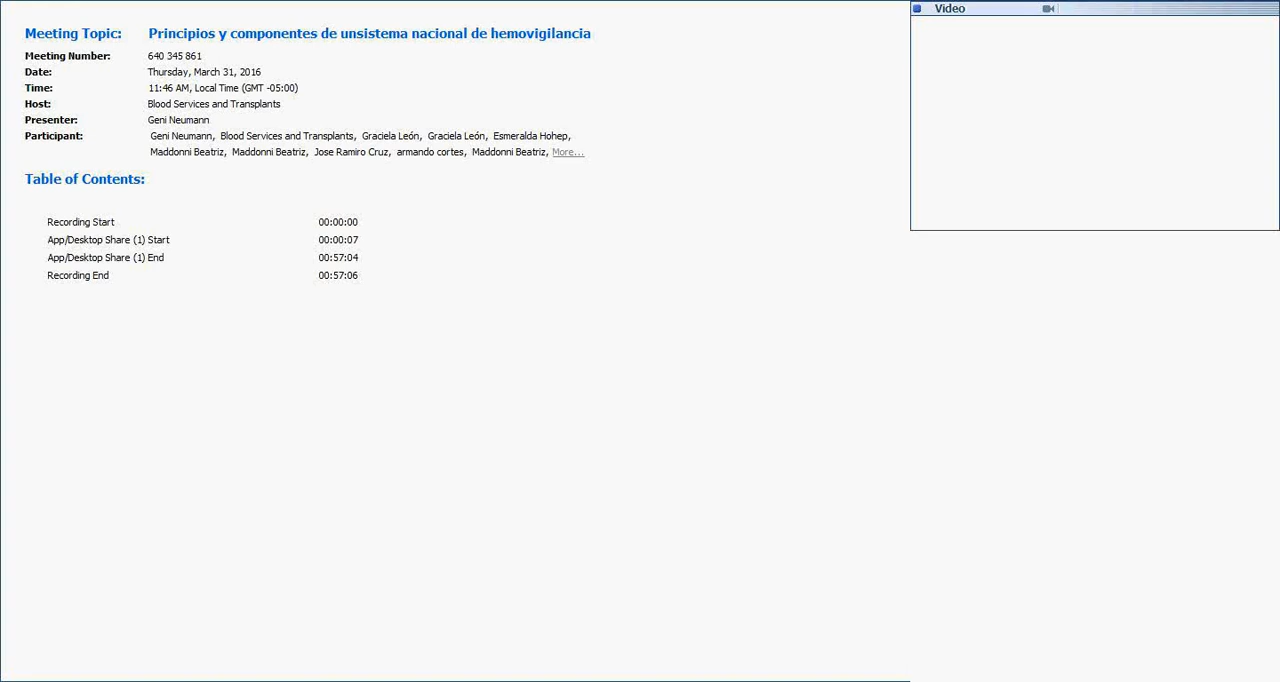 Video
Meeting Topic: Principios y componentes de unsistema nacional de hemovigilancia
Meeting Number: 640 345 861
Date: Thursday, March 31, 2016
Time: 11:46 AM, Local Time (GMT -05:00)
Host: Blood Services and Transplants
Presenter: Geni Neumann
Participant: Geni Neumann, Blood Services and Transplants, Graciela León, Graciela León, Esmeralda Hohep,
Maddonni Beatriz, Maddonni Beatriz, Jose Ramiro Cruz, armando cortes, Maddonni Beatriz, More...
Table of Contents:
Recording Start 00:00:00
App/Desktop Share (1) Start 00:00:07
App/Desktop Share (1) End 00:57:04
Recording End 00:57:06